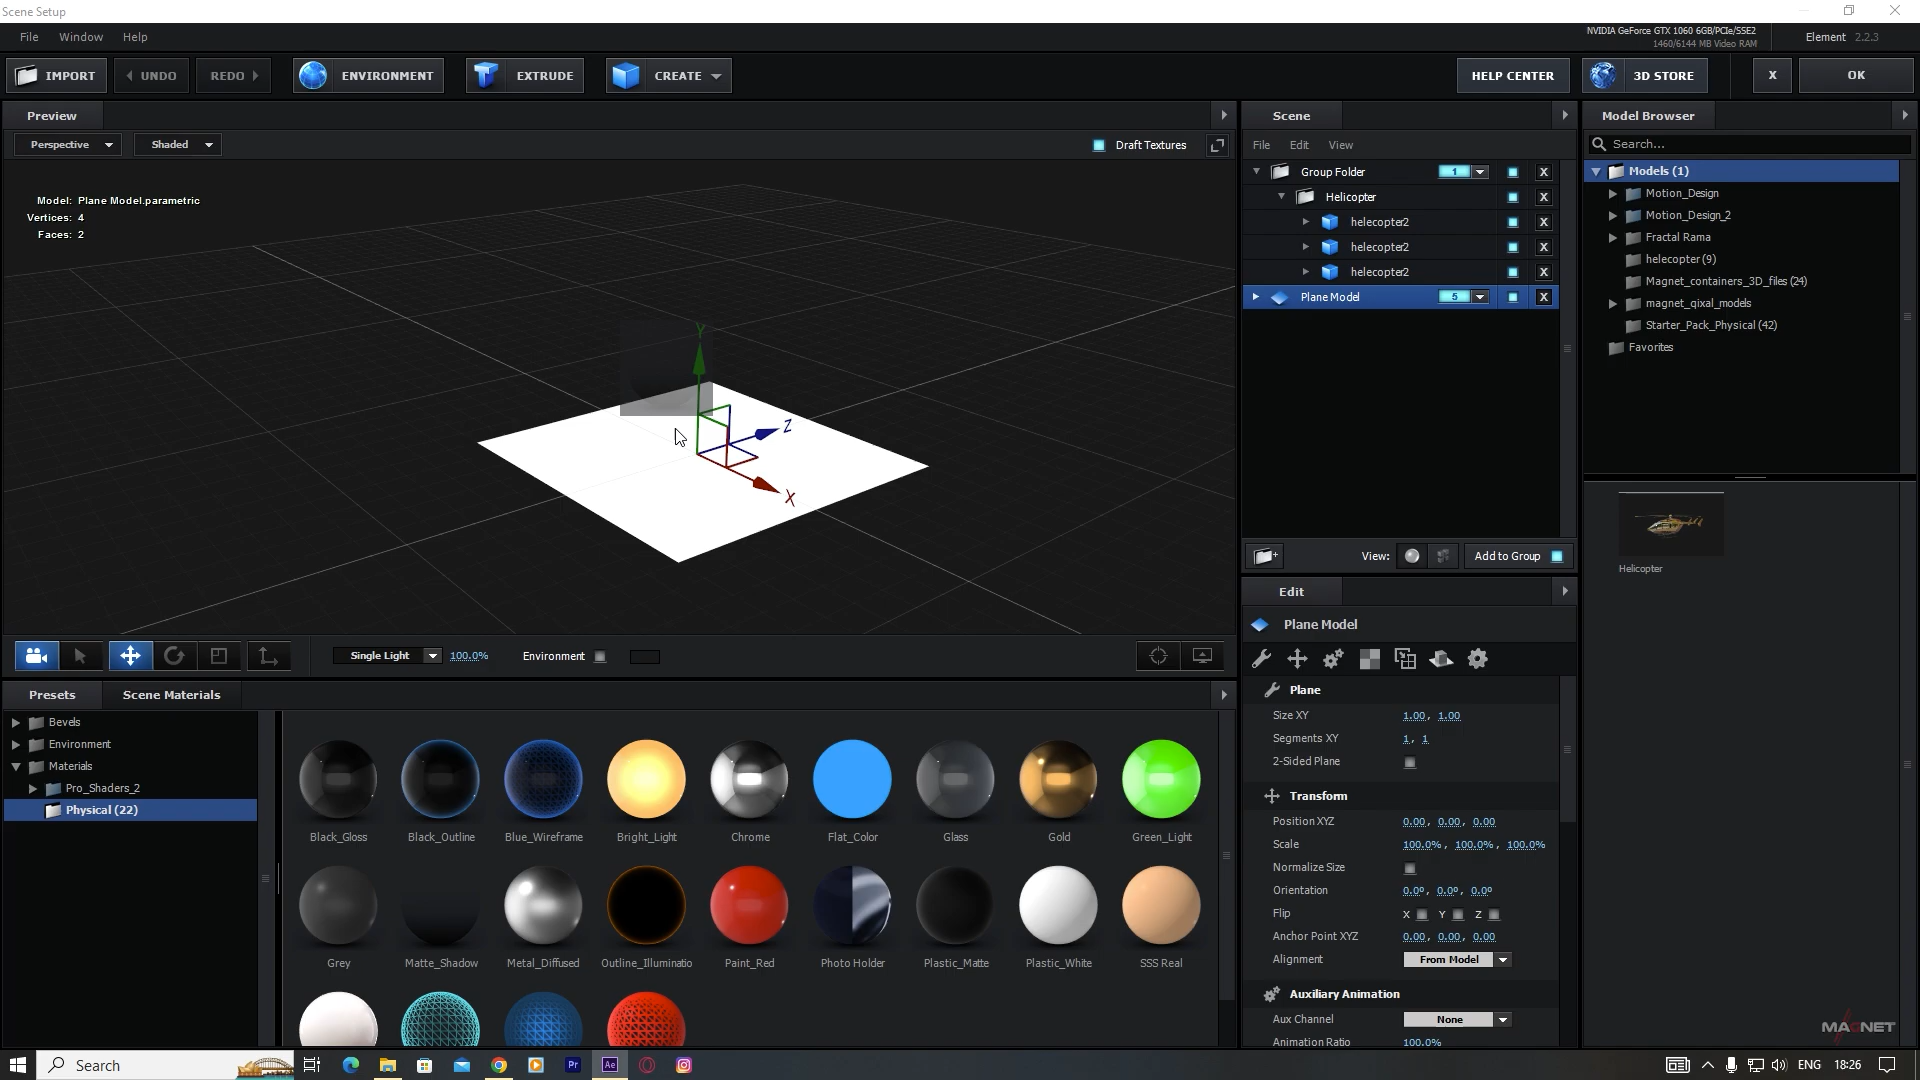 Scene Setup
File Window Help
NVIDIA GeForce GTX 1060 6GB/PCIe/SSE2
1460/6144 MB Video RAM
Element 2.2.3
IMPORT UNDO REDO ENVIRONMENT EXTRUDE CREATE HELP CENTER 3D STORE X OK
Preview
Perspective Shaded Draft Textures
Model: Plane Model.parametric
Vertices: 4
Faces: 2
Y
Z
X
Single Light 100.0% Environment
Scene
File Edit View
Group Folder 1 X
Helicopter X
helecopter2 X
helecopter2 X
helecopter2 X
Plane Model 5 X
View: Add to Group
Model Browser
Search...
Models (1)
Motion_Design
Motion_Design_2
Fractal Rama
helecopter (9)
Magnet_containers_3D_files (24)
magnet_qixal_models
Starter_Pack_Physical (42)
Favorites
Helicopter
Edit
Plane Model
Plane
Size XY 1.00, 1.00
Segments XY 1, 1
2-Sided Plane
Transform
Position XYZ 0.00, 0.00, 0.00
Scale 100.0%, 100.0%, 100.0%
Normalize Size
Orientation 0.0º, 0.0º, 0.0º
Flip X Y Z
Anchor Point XYZ 0.00, 0.00, 0.00
Alignment From Model
Auxiliary Animation
Aux Channel None
Animation Ratio 100.0%
Presets Scene Materials
Bevels
Environment
Materials
Pro_Shaders_2
Physical (22)
Black_Gloss Black_Outline Blue_Wireframe Bright_Light Chrome Flat_Color Glass Gold Green_Light
Grey Matte_Shadow Metal_Diffused Outline_Illuminatio Paint_Red Photo Holder Plastic_Matte Plastic_White SSS Real
MAGNET
Search
Pr
Ae
ENG 18:26